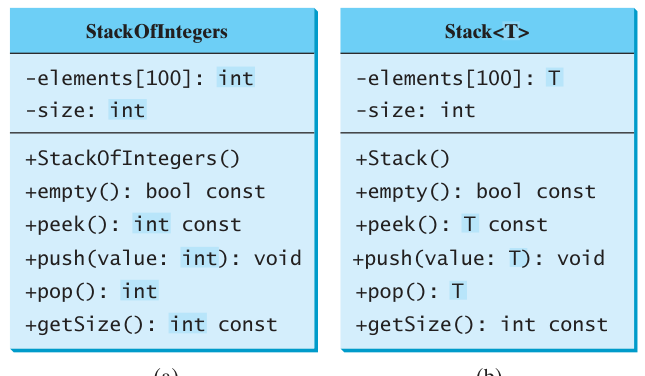 StackOfIntegers
-elements[100]: int
-size: int
+StackOfIntegers()
+empty(): bool const
+peek(): int const
+push(value: int): void
+pop(): int
+getSize(): int const
(a)
Stack<T>
-elements[100]: T
-size: int
+Stack()
+empty(): bool const
+peek(): T const
+push(value: T): void
+pop(): T
+getSize(): int const
(b)